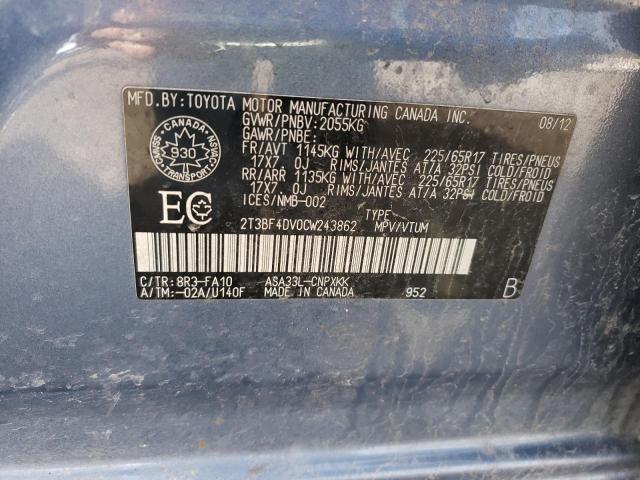 MFD. BY: TOYOTA MOTOR MANUFACTURING CANADA INC. 08/12
GVWR/PNBV: 2055KG
GAWR/PNBE:
FR/AVT 1145KG WITH/AVEC 225/65R17 TIRES/PNEUS
17X7 0J RIMS/JANTES AT/A 32PSI COLD/FROID
RR/ARR 1135KG WITH/AVEC 225/65R17 TIRES/PNEUS
17X7 0J RIMS/JANTES AT/A 32PSI COLD/FROID
ICES/NMB-002
CANADA
930
TRANSPORT
CMVSS
NSVAC
EC
TYPE
2T3BF4DV0CW243862 MPV/VTUM
C/TR: 8R3-FA10 ASA33L-CNPXKK
A/TM: -02A/U140F MADE IN CANADA 952 B